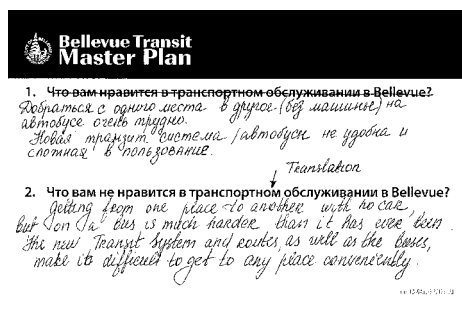 Bellevue Transit
Master Plan
1. Что вам нравится в транспортном обслуживании в Bellevue?
Добраться с одного места в другое (без машины) на
автобусе очень трудно.
Новая транзит система /автобусы не удобна и
в пользование.
Translation
2. Что вам не нравится в транспортном обслуживании в Bellevue?
getting from one place to another with no car,
but on a bus is much harder than it has ever been.
The new Transit System and routes, as well as the buses,
make it difficult to get to any place conveniently.